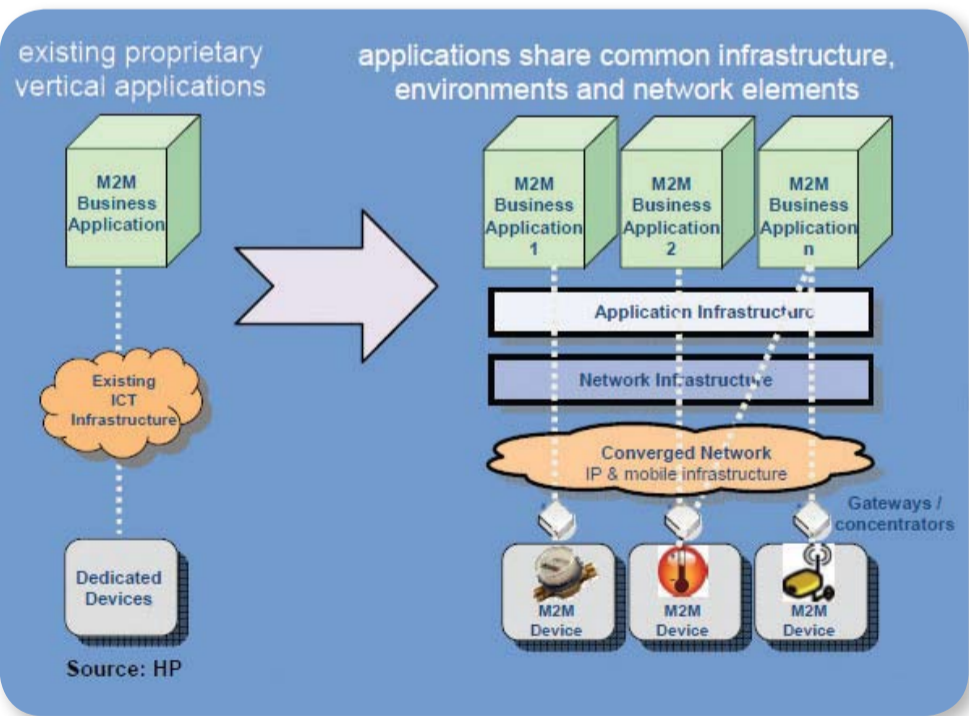 existing proprietary
vertical applications
M2M
Business
Application
Existing
ICT
Infrastructure
Dedicated
Devices
Source: HP
applications share common infrastructure,
environments and network elements
M2M
Business
Application
1
M2M
Business
Application
2
M2M
Business
Application
n
Application Infrastructure
Network Infrastructure
Converged Network
IP & mobile infrastructure
Gateways /
concentrators
M2M
Device
M2M
Device
M2M
Device